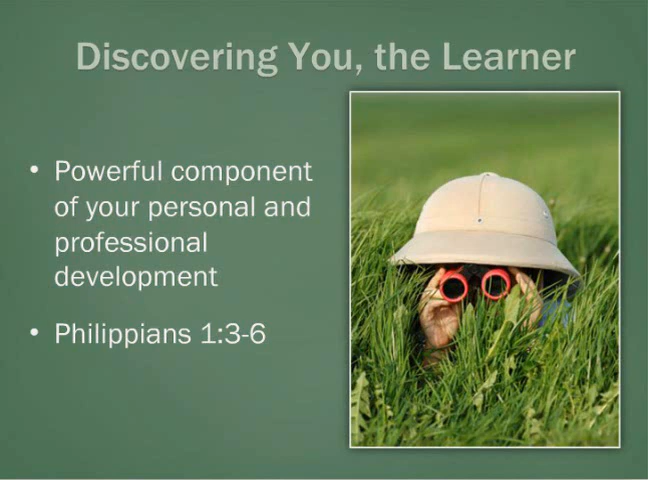 Discovering You, the Learner
• Powerful component
of your personal and
professional
development
• Philippians 1:3-6